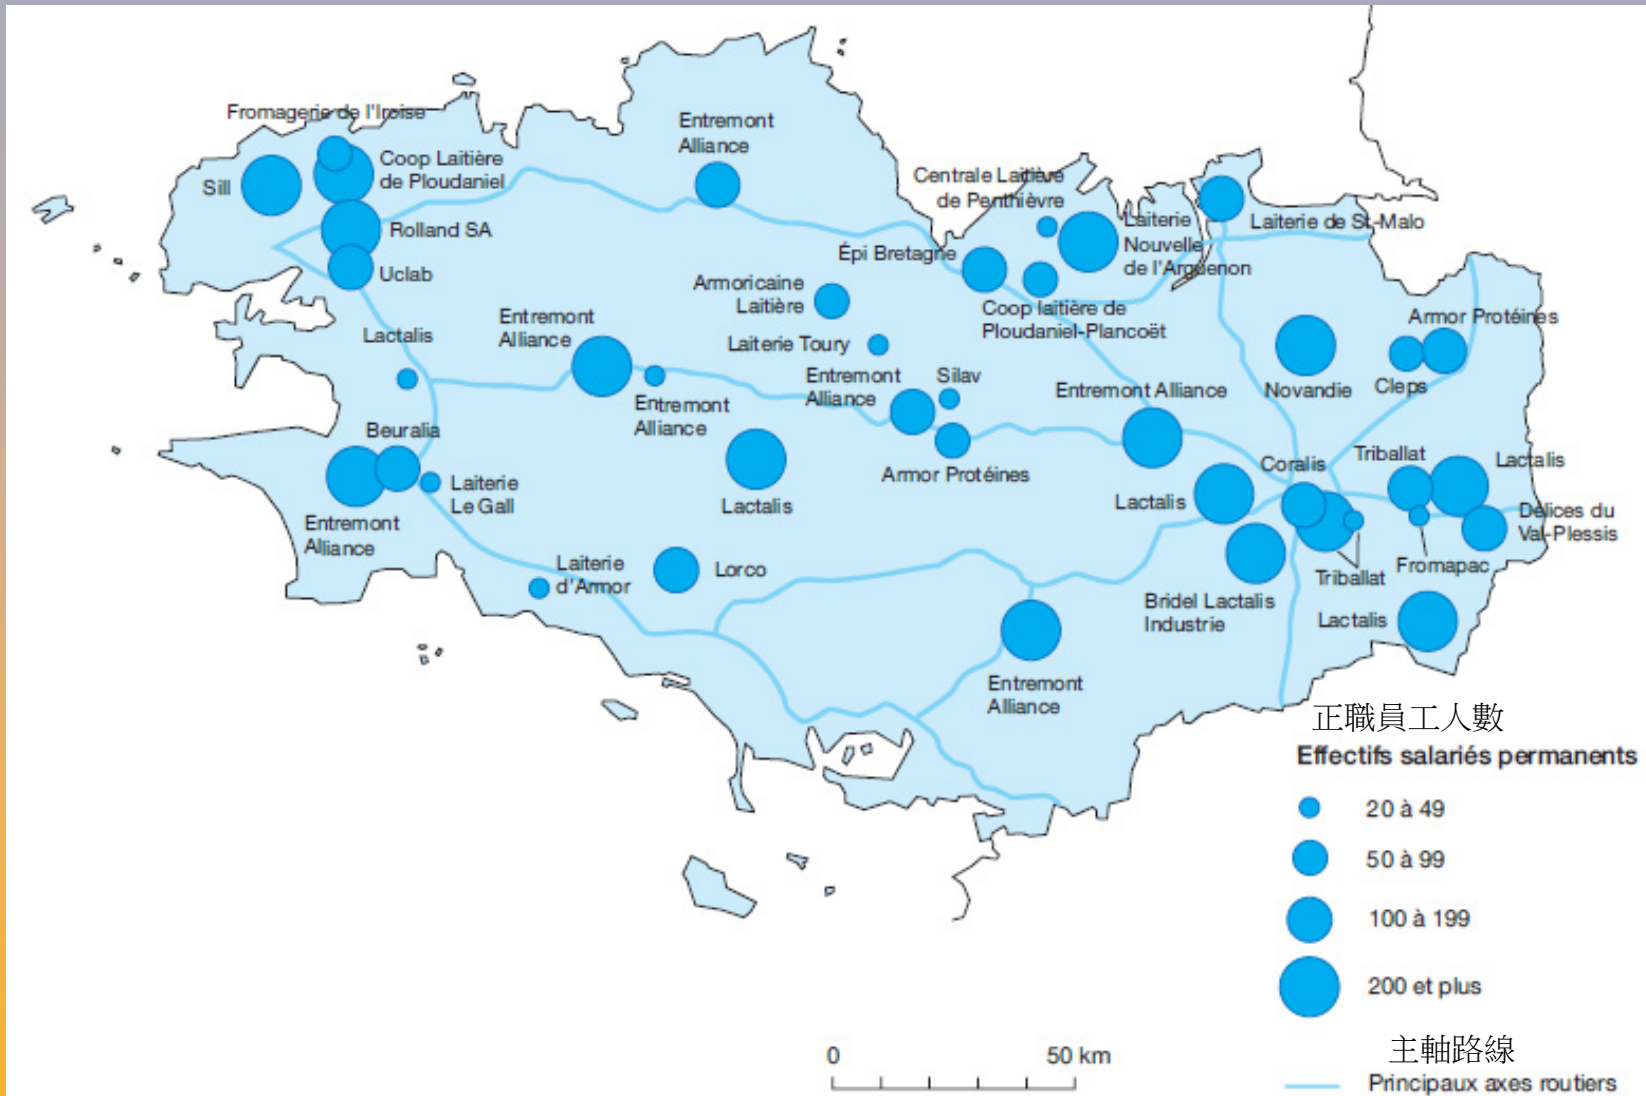 Fromagerie de l'Iroise
Sill
Coop Laitière
de Ploudaniel
Rolland SA
Uclab
Entremont
Alliance
Centrale Laitière
de Penthièvre
Laiterie
Nouvelle
de l'Arguenon
Laiterie de St-Malo
Épi Bretagne
Coop laitière de
Ploudaniel-Plancoët
Armoricaine
Laitière
Laiterie Toury
Lactalis
Entremont
Alliance
Entremont
Alliance
Entremont
Alliance
Silav
Armor Protéines
Entremont Alliance
Novandie
Cleps
Armor Protéines
Beuralia
Laiterie
Le Gall
Entremont
Alliance
Lactalis
Lactalis
Coralis
Triballat
Lactalis
Délices du
Val-Plessis
Fromapac
Triballat
Laiterie
d'Armor
Lorco
Bridel Lactalis
Industrie
Lactalis
Entremont
Alliance
正職員工人數
Effectifs salariés permanents
20 à 49
50 à 99
100 à 199
200 et plus
主軸路線
Principaux axes routiers
0 50 km